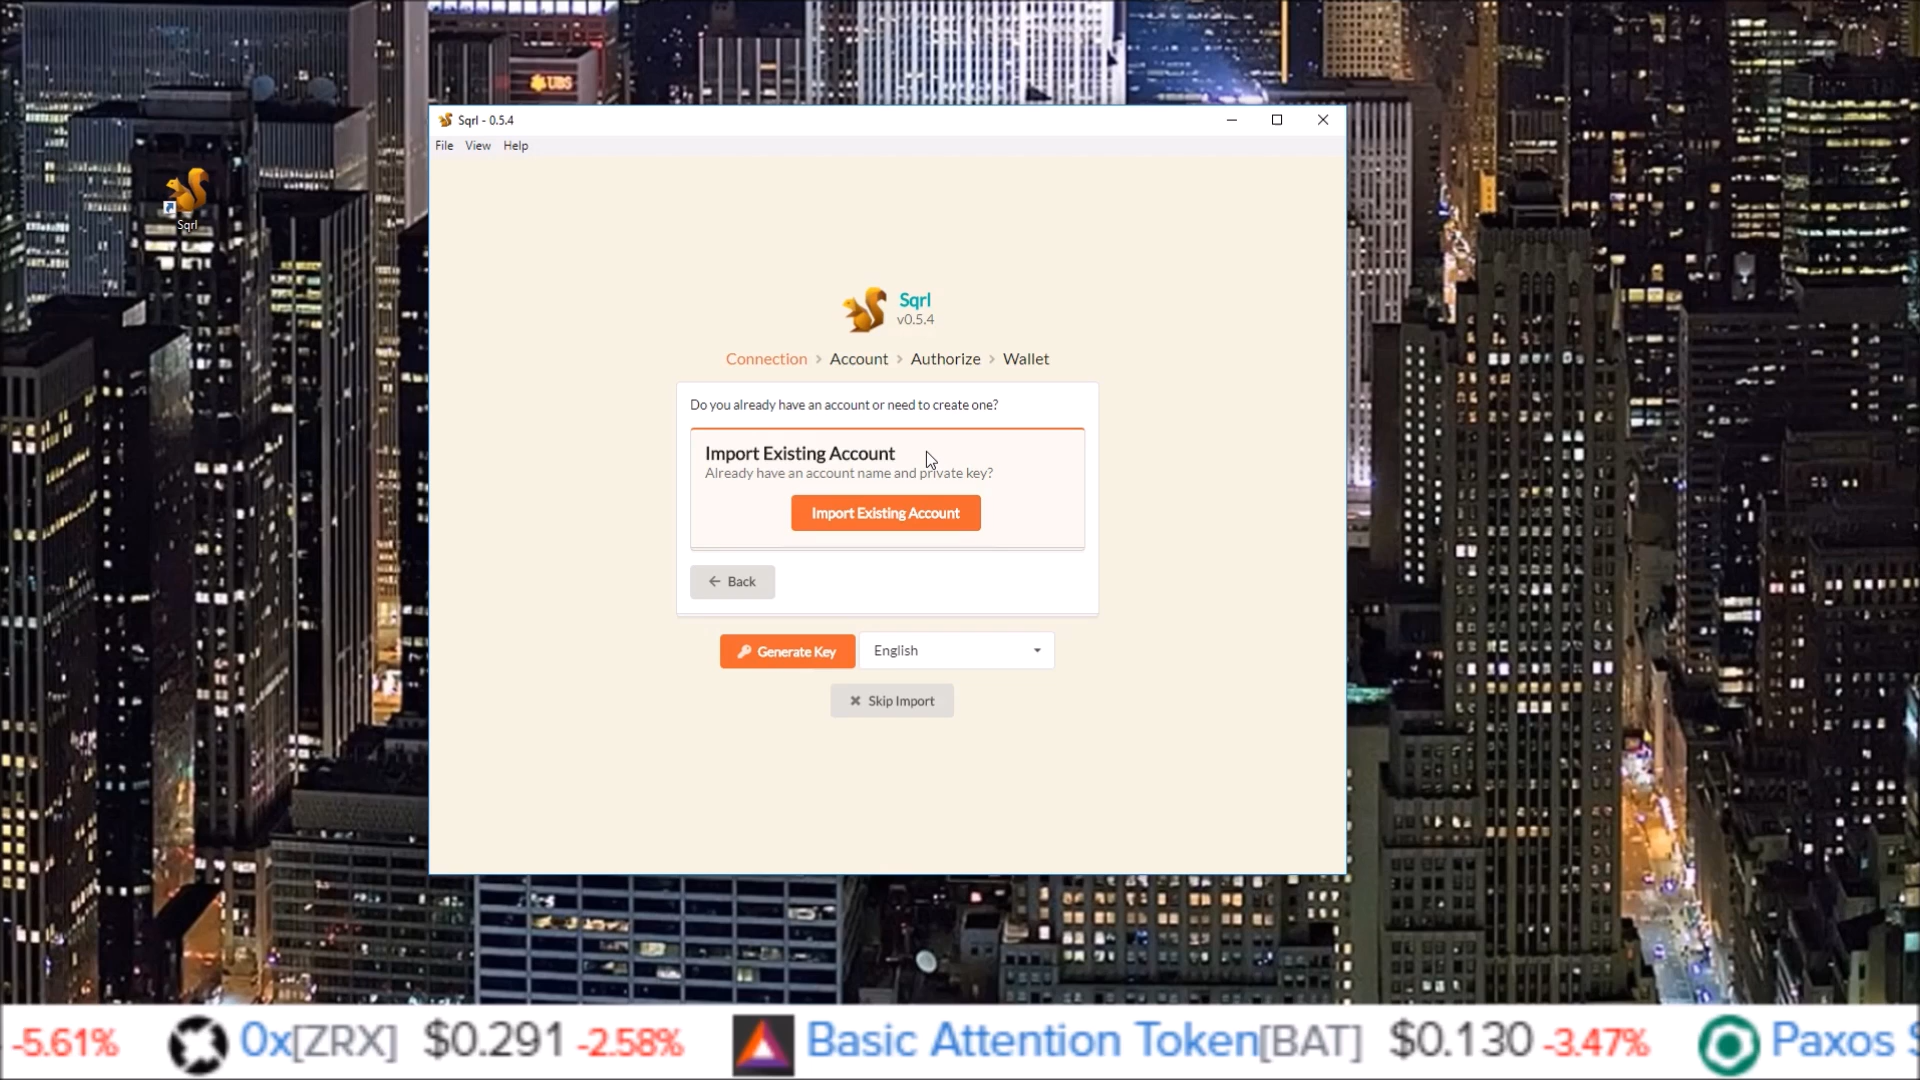 UBS
Sqrl - 0.5.4
File View Help
Sqrl
Sqrl
v0.5.4
Connection > Account > Authorize > Wallet
Do you already have an account or need to create one?
Import Existing Account
Already have an account name and private key?
Import Existing Account
← Back
Generate Key English
✖ Skip Import
-5.61% 0x[ZRX] $0.291 -2.58% Basic Attention Token[BAT] $0.130 -3.47% Paxos